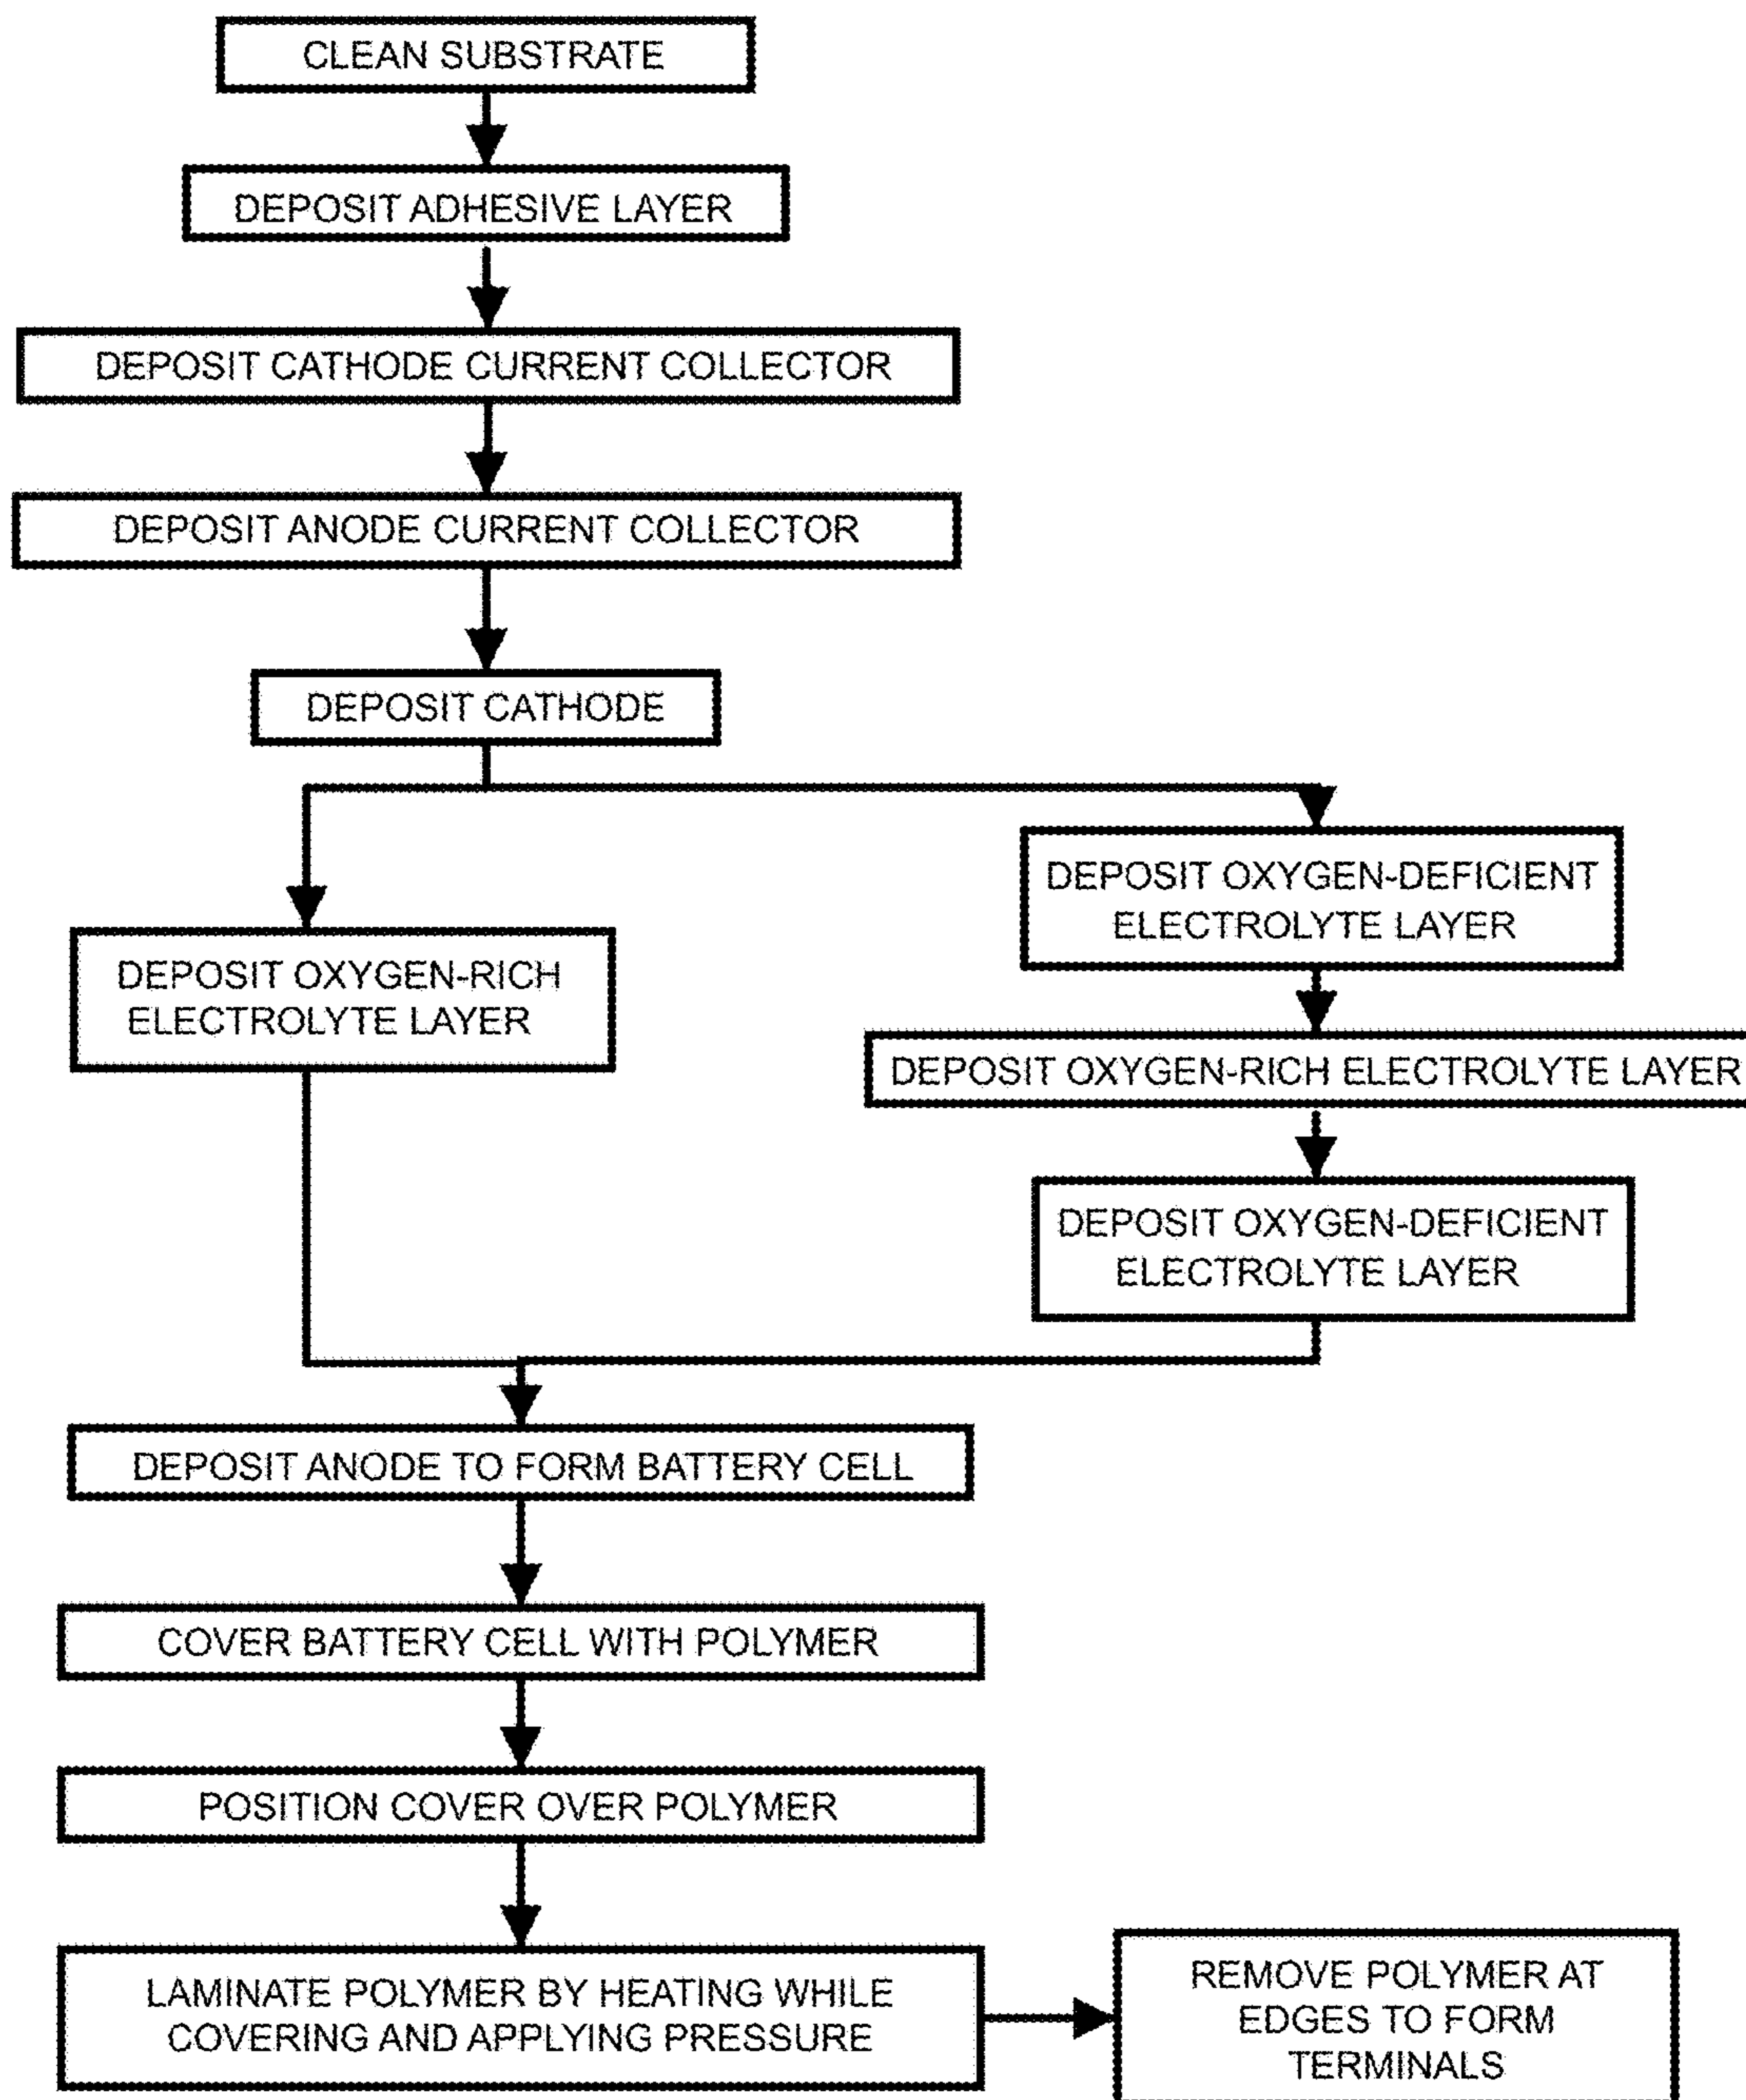 CLEAN SUBSTRATE
DEPOSIT ADHESIVE LAYER
DEPOSIT CATHODE CURRENT COLLECTOR
DEPOSIT ANODE CURRENT COLLECTOR
DEPOSIT CATHODE
DEPOSIT OXYGEN-RICH
ELECTROLYTE LAYER
DEPOSIT OXYGEN-DEFICIENT
ELECTROLYTE LAYER
DEPOSIT OXYGEN-RICH ELECTROLYTE LAYER
DEPOSIT OXYGEN-DEFICIENT
ELECTROLYTE LAYER
DEPOSIT ANODE TO FORM BATTERY CELL
COVER BATTERY CELL WITH POLYMER
POSITION COVER OVER POLYMER
LAMINATE POLYMER BY HEATING WHILE
COVERING AND APPLYING PRESSURE
REMOVE POLYMER AT
EDGES TO FORM
TERMINALS